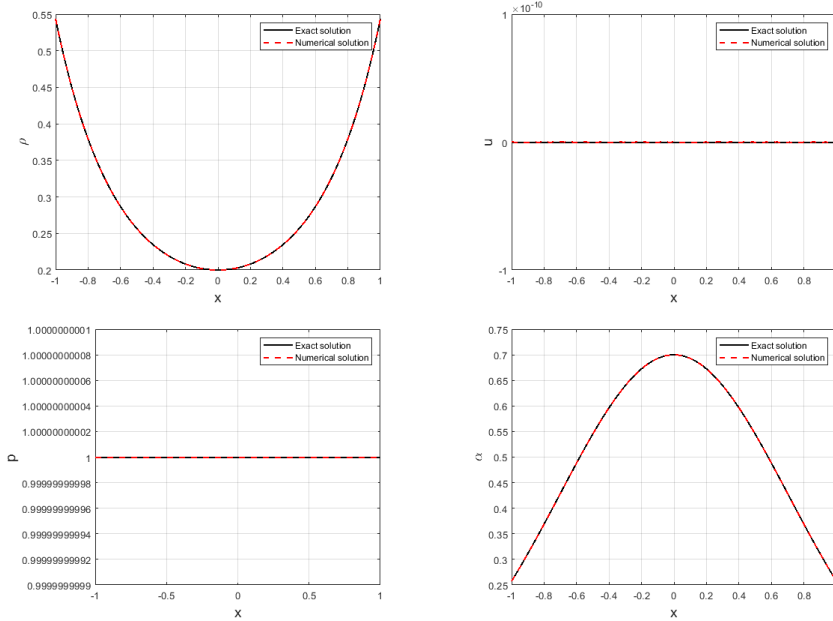 0.55
0.5
0.45
0.4
0.35
0.3
0.25
0.2
ρ
-1 -0.8 -0.6 -0.4 -0.2 0 0.2 0.4 0.6 0.8 1
x
Exact solution
Numerical solution
×10⁻¹⁰
1
0
-1
u
-1 -0.8 -0.6 -0.4 -0.2 0 0.2 0.4 0.6 0.8
x
Exact solution
Numerical solution
1.00000000001
1.00000000008
1.00000000006
1.00000000004
1.00000000002
1
0.99999999998
0.99999999996
0.99999999994
0.99999999992
0.9999999999
p
-1 -0.5 0 0.5 1
x
Exact solution
Numerical solution
0.75
0.7
0.65
0.6
0.55
0.5
0.45
0.4
0.35
0.3
0.25
α
-1 -0.8 -0.6 -0.4 -0.2 0 0.2 0.4 0.6 0.8
x
Exact solution
Numerical solution